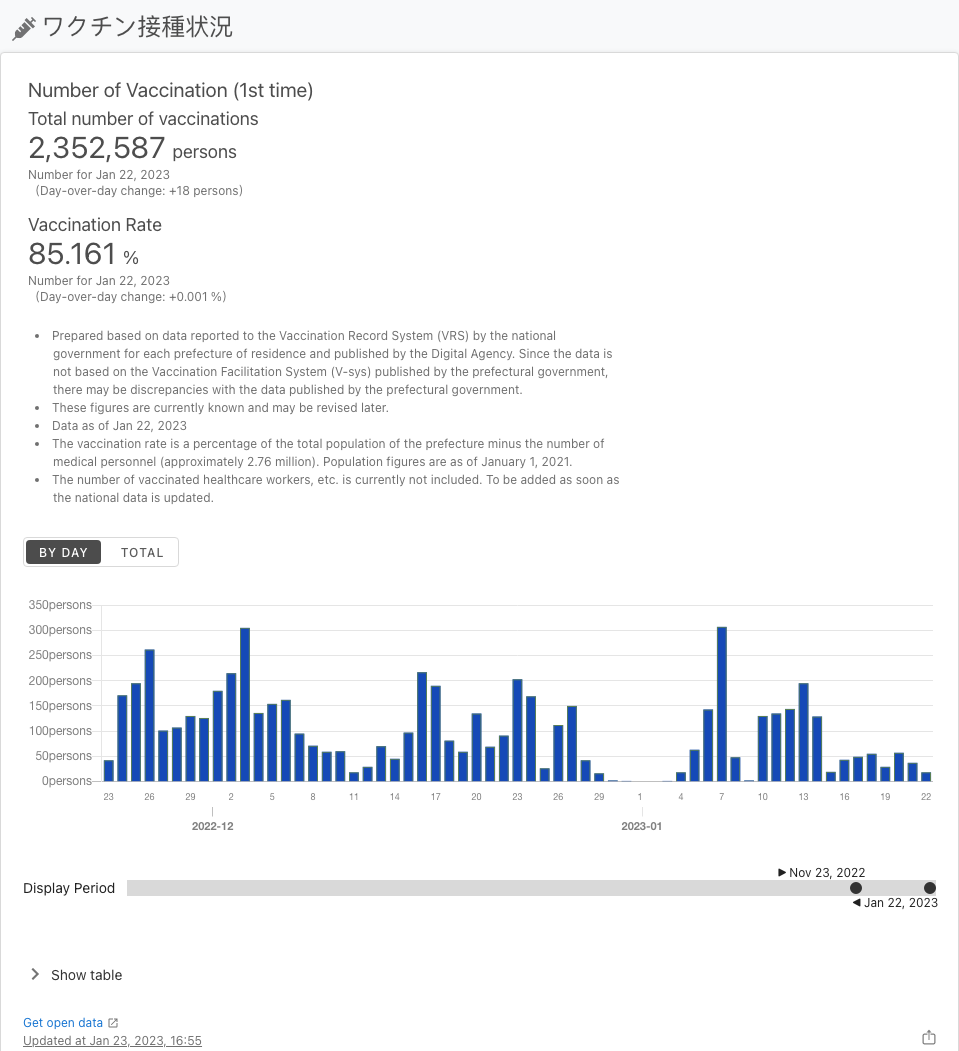 ワクチン接種状況
Number of Vaccination (1st time)
Total number of vaccinations
2,352,587 persons
Number for Jan 22, 2023
(Day-over-day change: +18 persons)
Vaccination Rate
85.161 %
Number for Jan 22, 2023
(Day-over-day change: +0.001 %)
• Prepared based on data reported to the Vaccination Record System (VRS) by the national
government for each prefecture of residence and published by the Digital Agency. Since the data is
not based on the Vaccination Facilitation System (V-sys) published by the prefectural government,
there may be discrepancies with the data published by the prefectural government.
• These figures are currently known and may be revised later.
• Data as of Jan 22, 2023
• The vaccination rate is a percentage of the total population of the prefecture minus the number of
medical personnel (approximately 2.76 million). Population figures are as of January 1, 2021.
• The number of vaccinated healthcare workers, etc. is currently not included. To be added as soon as
the national data is updated.
BY DAY TOTAL
350persons
300persons
250persons
200persons
150persons
100persons
50persons
0persons
23 26 29 2 5 8 11 14 17 20 23 26 29 1 4 7 10 13 16 19 22
2022-12 2023-01
Nov 23, 2022
Display Period
Jan 22, 2023
Show table
Get open data
Updated at Jan 23, 2023, 16:55